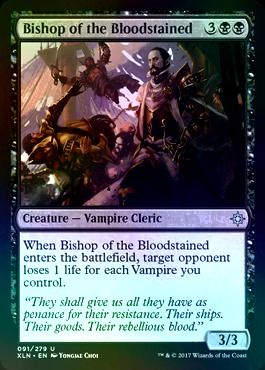 Bishop of the Bloodstained 3
Creature — Vampire Cleric
When Bishop of the Bloodstained
enters the battlefield, target opponent
loses 1 life for each Vampire you
control.
“They shall give us all they have as
penance for their resistance. Their ships.
Their goods. Their rebellious blood.”
3/3
091/279 U
XLN • EN YONGJAE CHOI
™ & © 2017 Wizards of the Coast